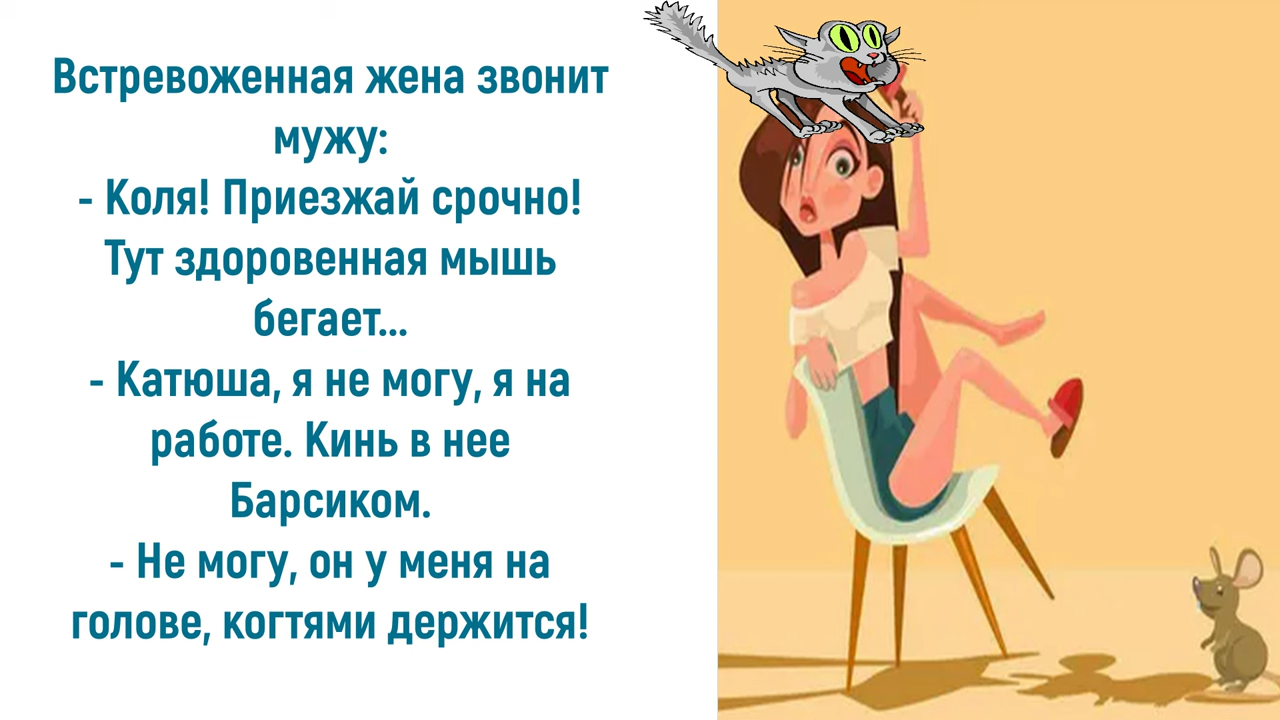 Встревоженная жена звонит
мужу:
- Коля! Приезжай срочно!
Тут здоровенная мышь
бегает...
- Катюша, я не могу, я на
работе. Кинь в нее
Барсиком.
- Не могу, он у меня на
голове, когтями держится!